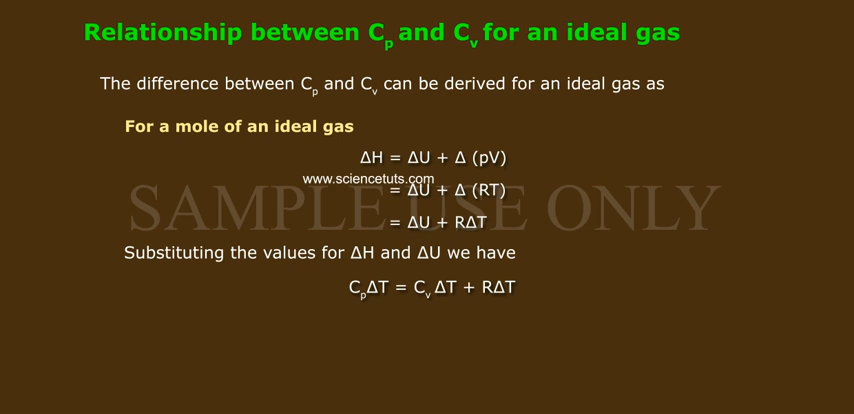 Relationship between Cp and Cv for an ideal gas
The difference between Cp and Cv can be derived for an ideal gas as
For a mole of an ideal gas
ΔH = ΔU + Δ (pV)
www.sciencetuts.com
= ΔU + Δ (RT)
SAMPLE USE ONLY
= ΔU + RΔT
Substituting the values for ΔH and ΔU we have
CpΔT = Cv ΔT + RΔT